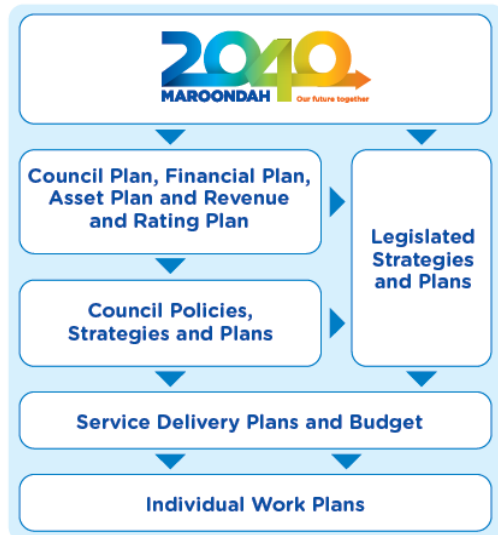 2040
MAROONDAH Our future together
Council Plan, Financial Plan,
Asset Plan and Revenue
and Rating Plan
Legislated
Strategies
and Plans
Council Policies,
Strategies and Plans
Service Delivery Plans and Budget
Individual Work Plans